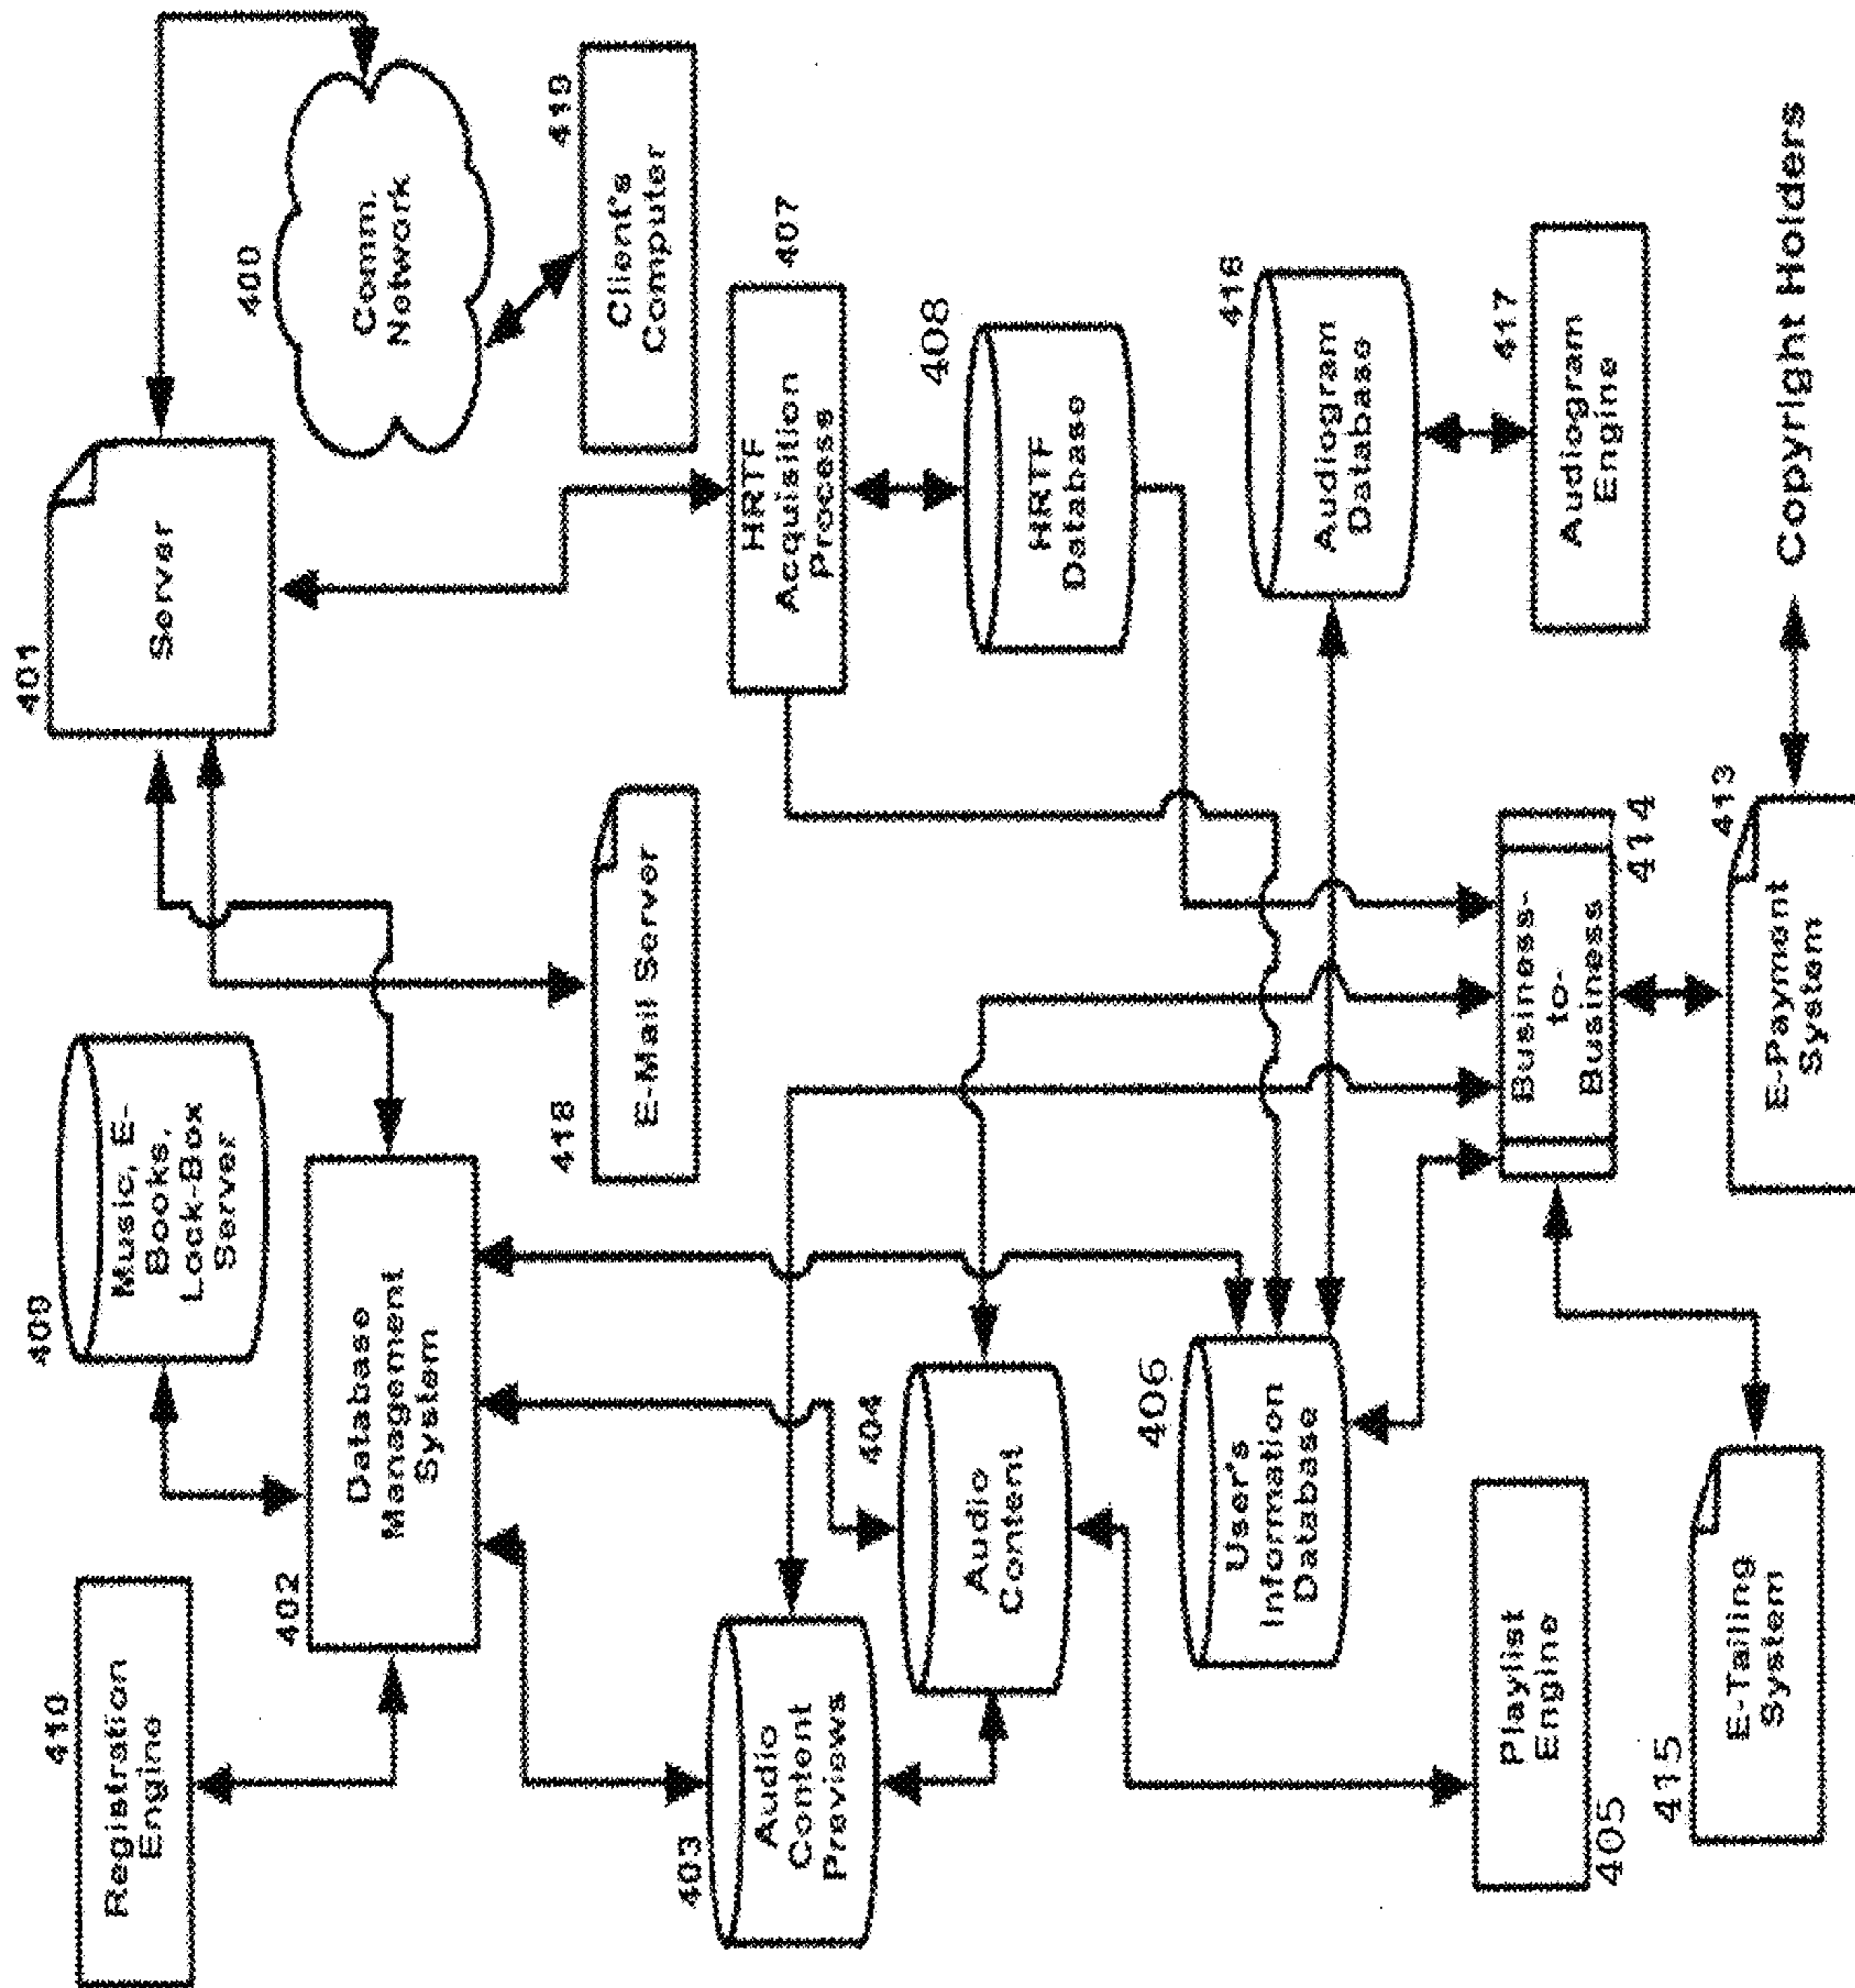 410
Registration
Engine
409
Music, E-
Books,
Lock-Box
Server
401
Server
400
Comm.
Network
402
Database
Management
System
418
E-Mail Server
419
Client's
Computer
403
Audio
Content
Previews
407
HRTF
Acquisition
Process
404
Audio
Content
408
HRTF
Database
406
User's
Information
Database
416
Audiogram
Database
405
Playlist
Engine
414
Business-
to-
Business
417
Audiogram
Engine
415
E-Tailing
System
413
E-Payment
System
Copyright Holders